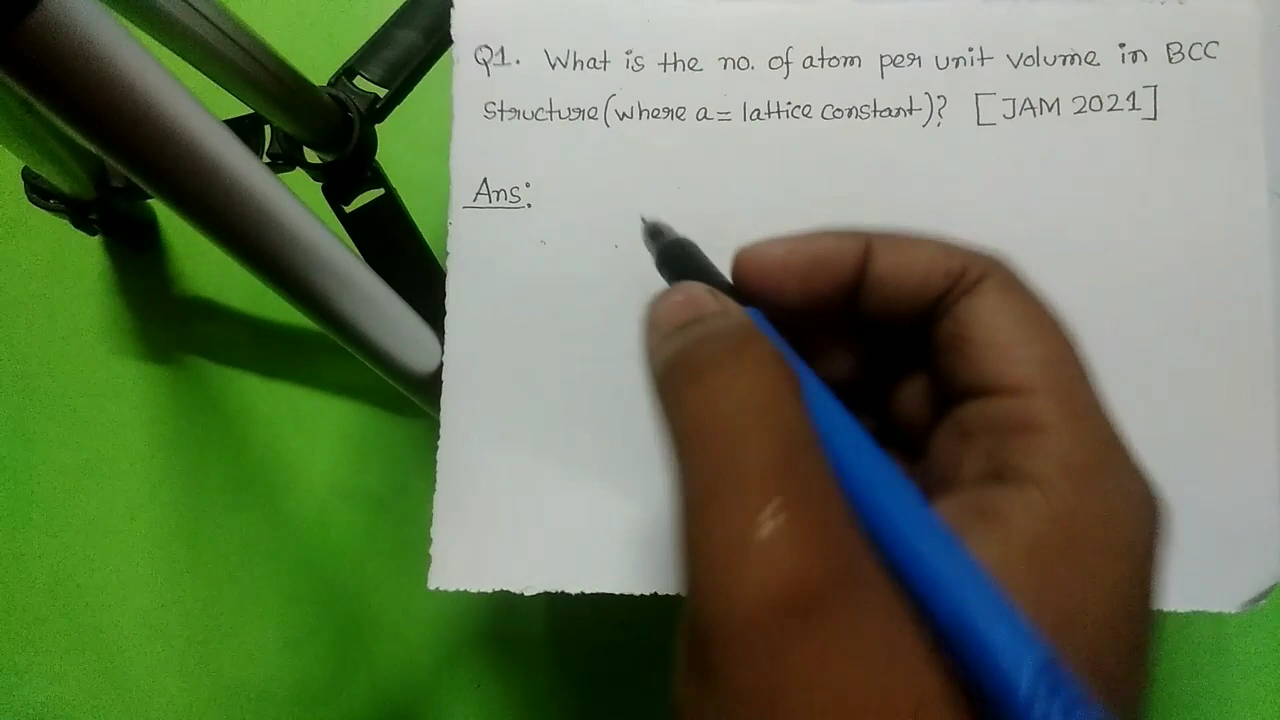 Q1. What is the no. of atom per unit volume in BCC
Structure (where a = lattice constant)? [JAM 2021]
Ans: